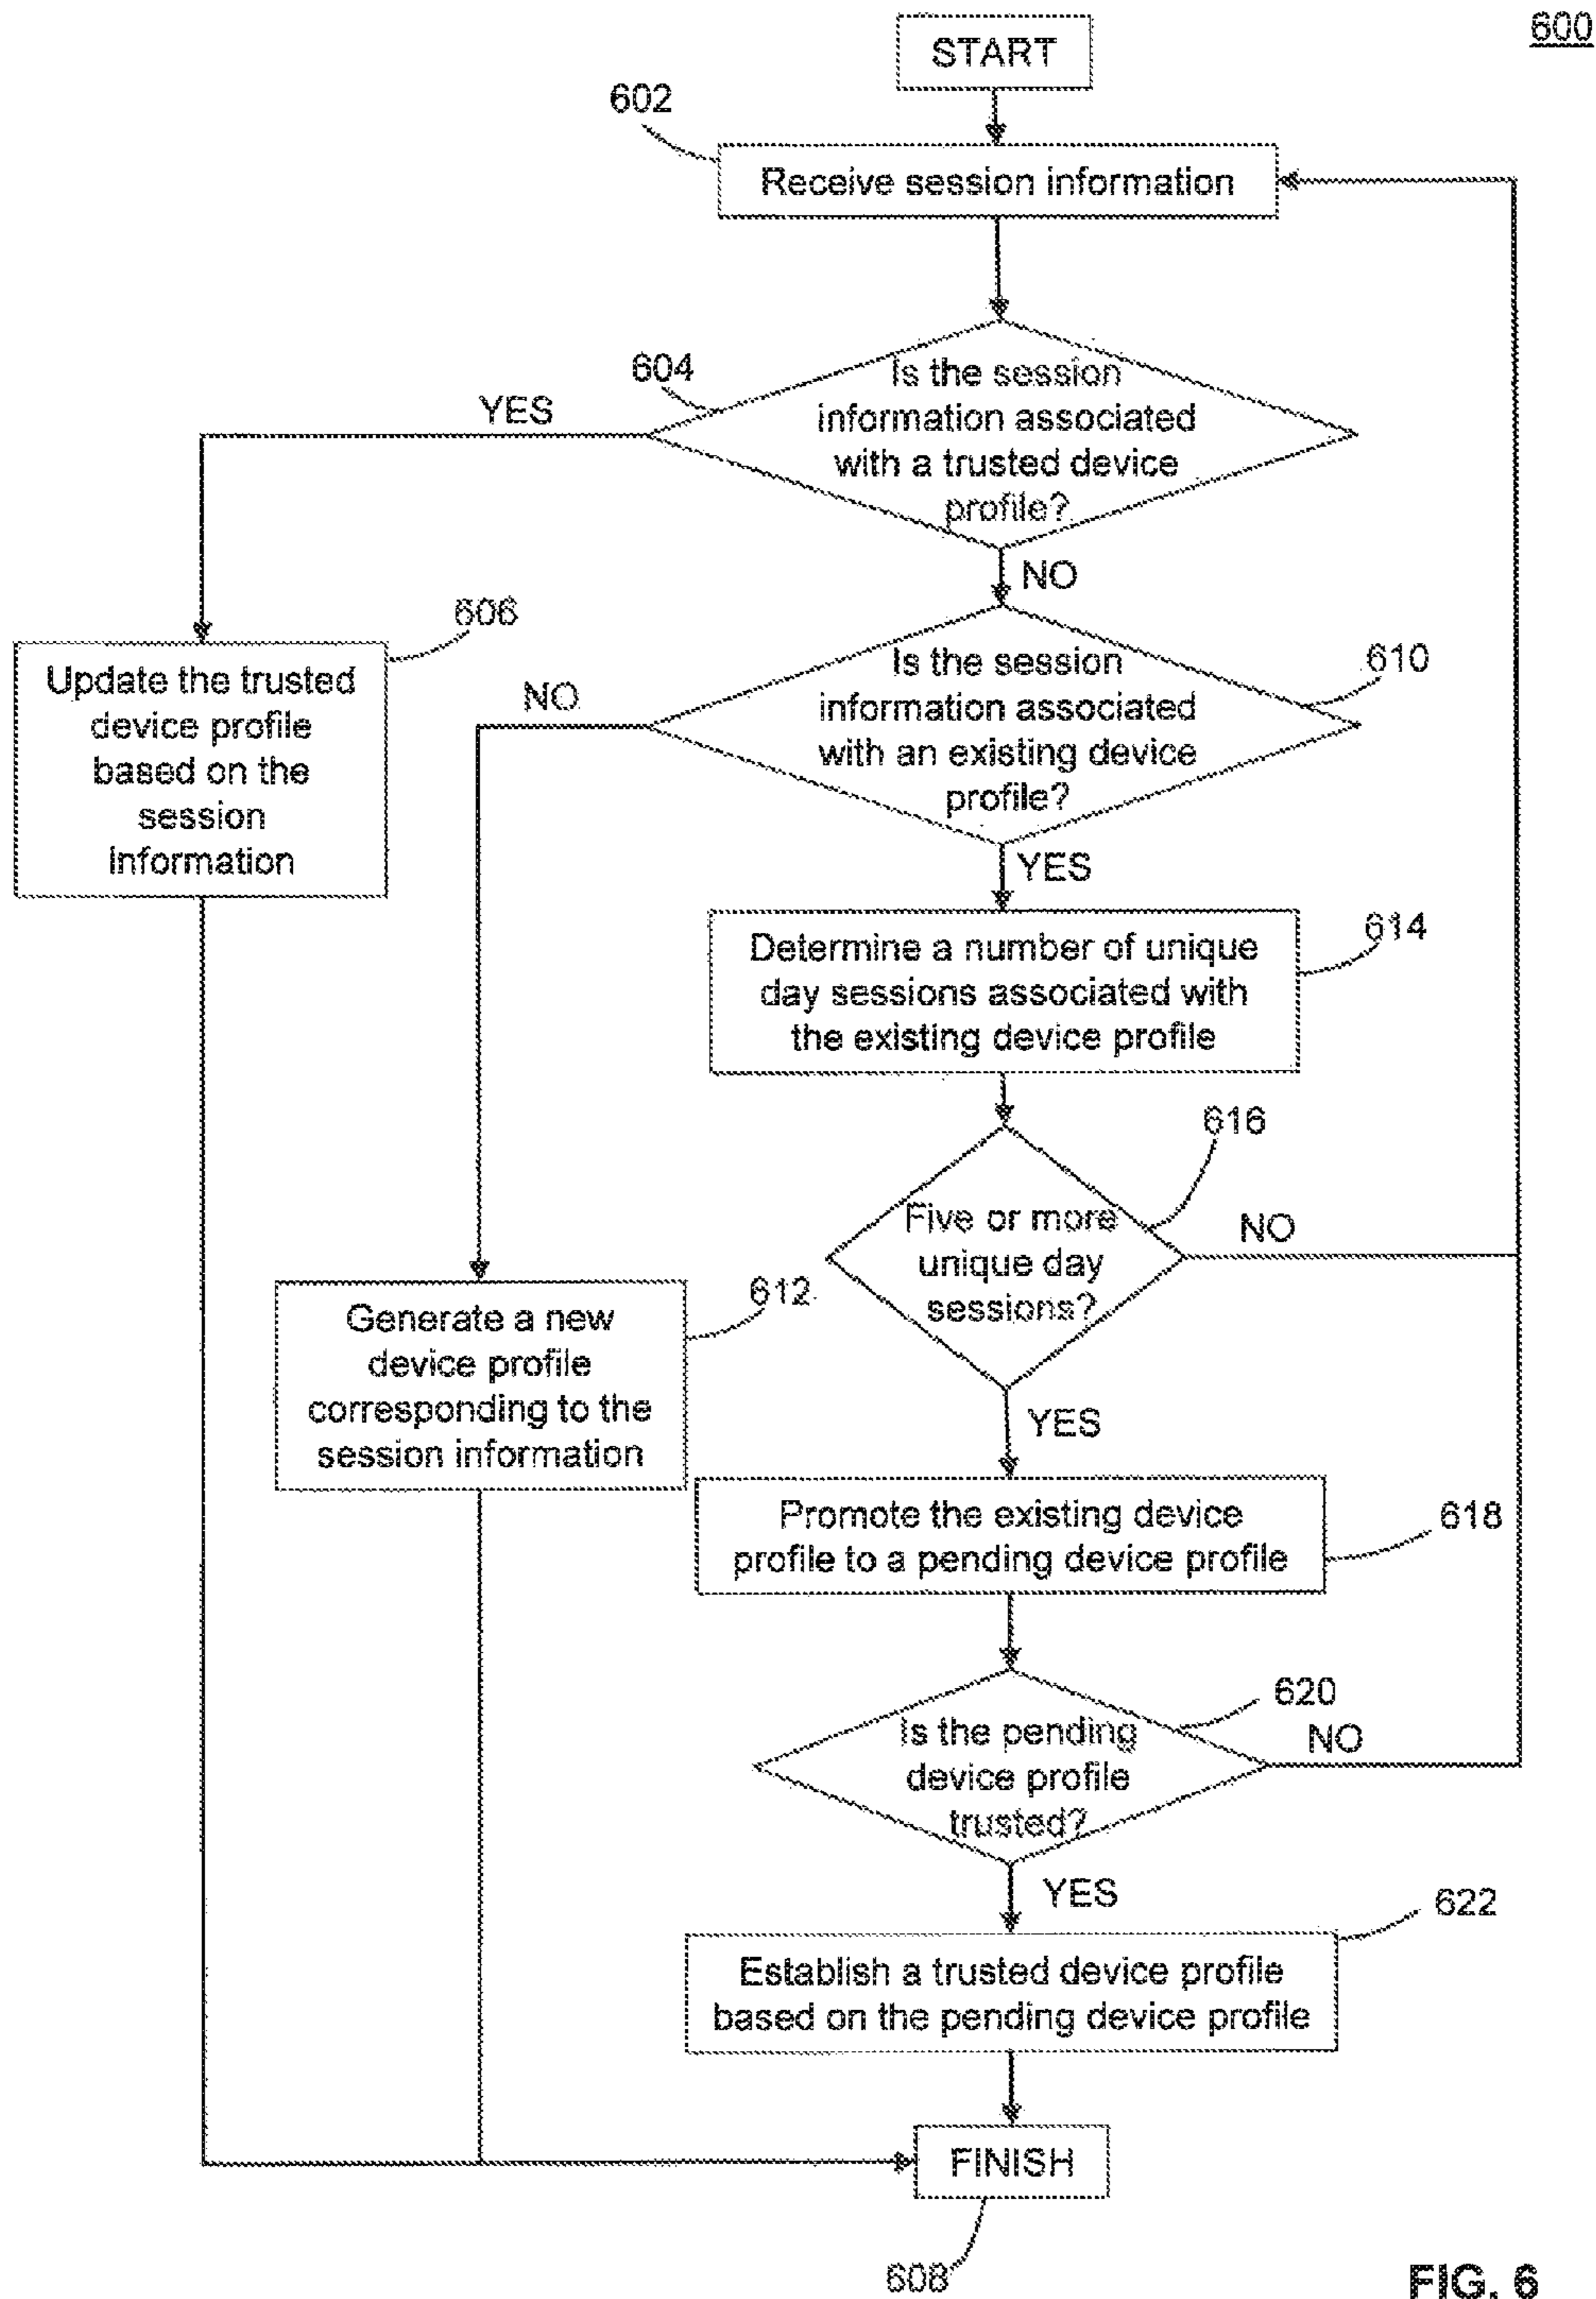 600
START
602
Receive session information
604
Is the session
information associated
with a trusted device
profile?
YES
NO
606
Update the trusted
device profile
based on the
session
information
610
Is the session
information associated
with an existing device
profile?
NO
YES
614
Determine a number of unique
day sessions associated with
the existing device profile
616
Five or more
unique day
sessions?
NO
612
Generate a new
device profile
corresponding to the
session information
YES
Promote the existing device
profile to a pending device profile
618
620
Is the pending
device profile
trusted?
NO
YES
622
Establish a trusted device profile
based on the pending device profile
FINISH
608
FIG. 6